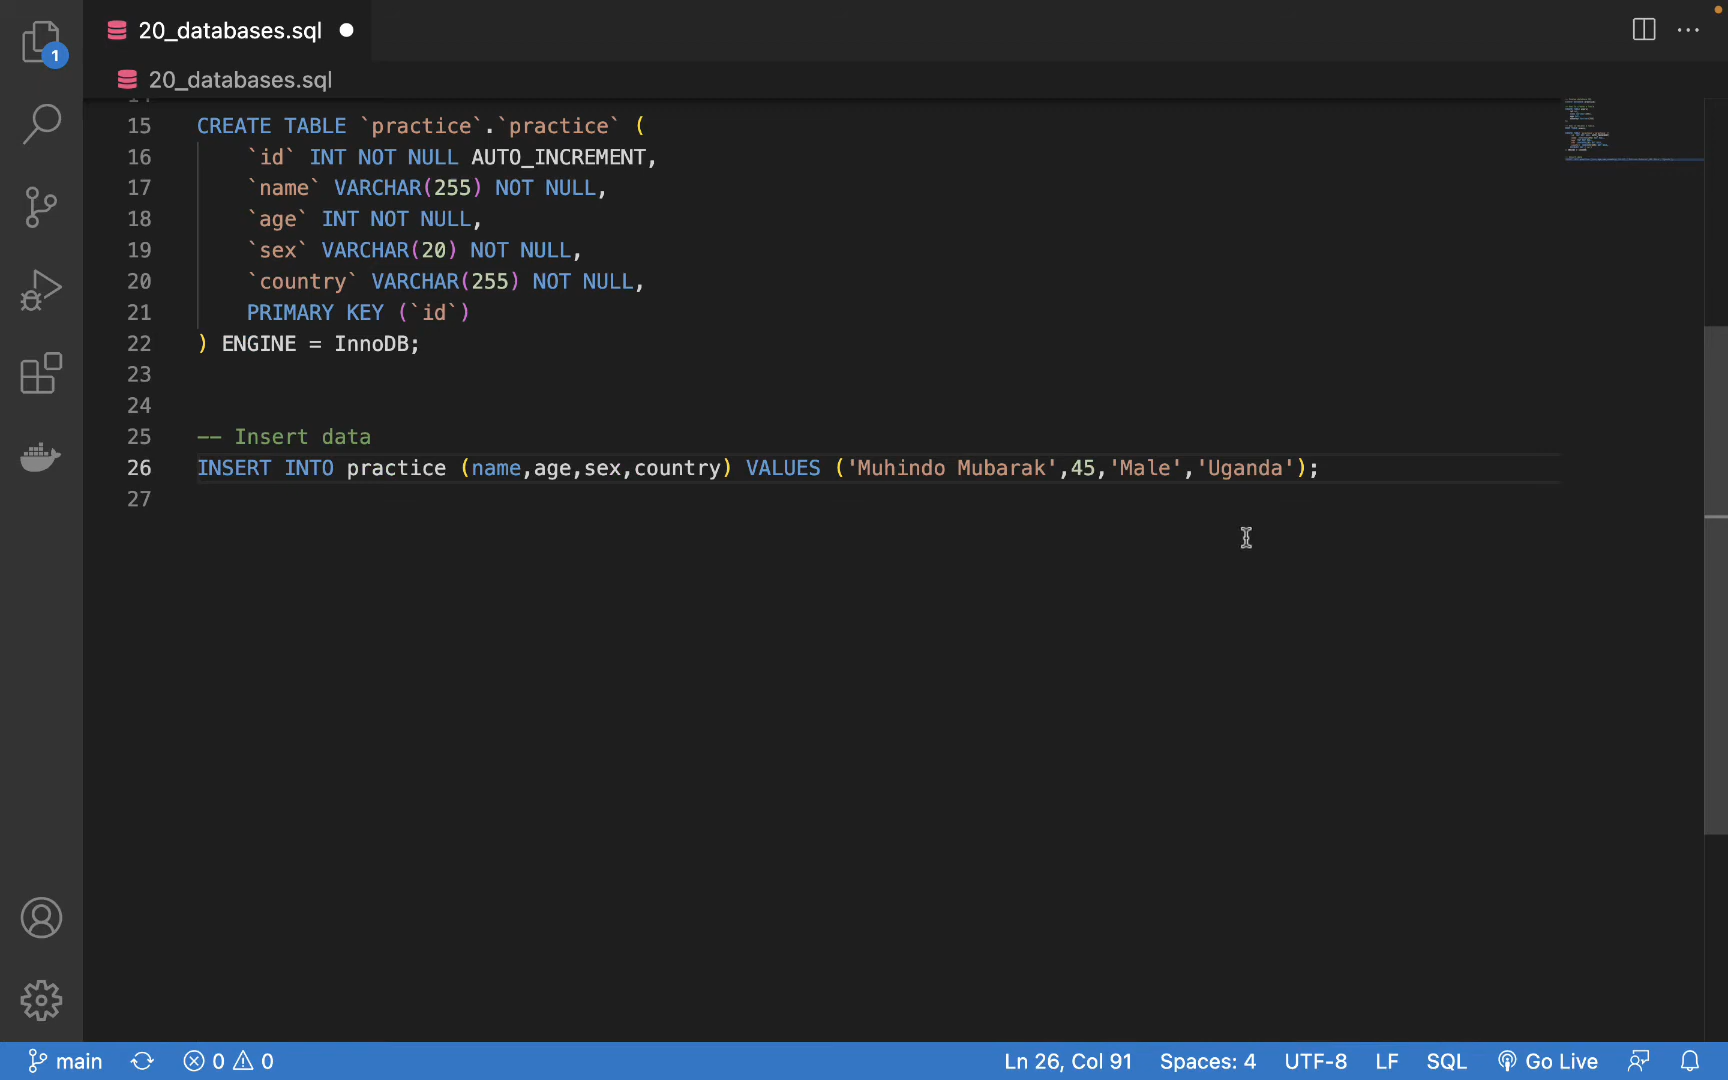 20_databases.sql
20_databases.sql
1
15 CREATE TABLE `practice`.`practice` (
16 `id` INT NOT NULL AUTO_INCREMENT,
17 `name` VARCHAR(255) NOT NULL,
18 `age` INT NOT NULL,
19 `sex` VARCHAR(20) NOT NULL,
20 `country` VARCHAR(255) NOT NULL,
21 PRIMARY KEY (`id`)
22 ) ENGINE = InnoDB;
23
24
25 -- Insert data
26 INSERT INTO practice (name,age,sex,country) VALUES ('Muhindo Mubarak',45,'Male','Uganda');
27
main 0 0 Ln 26, Col 91 Spaces: 4 UTF-8 LF SQL Go Live